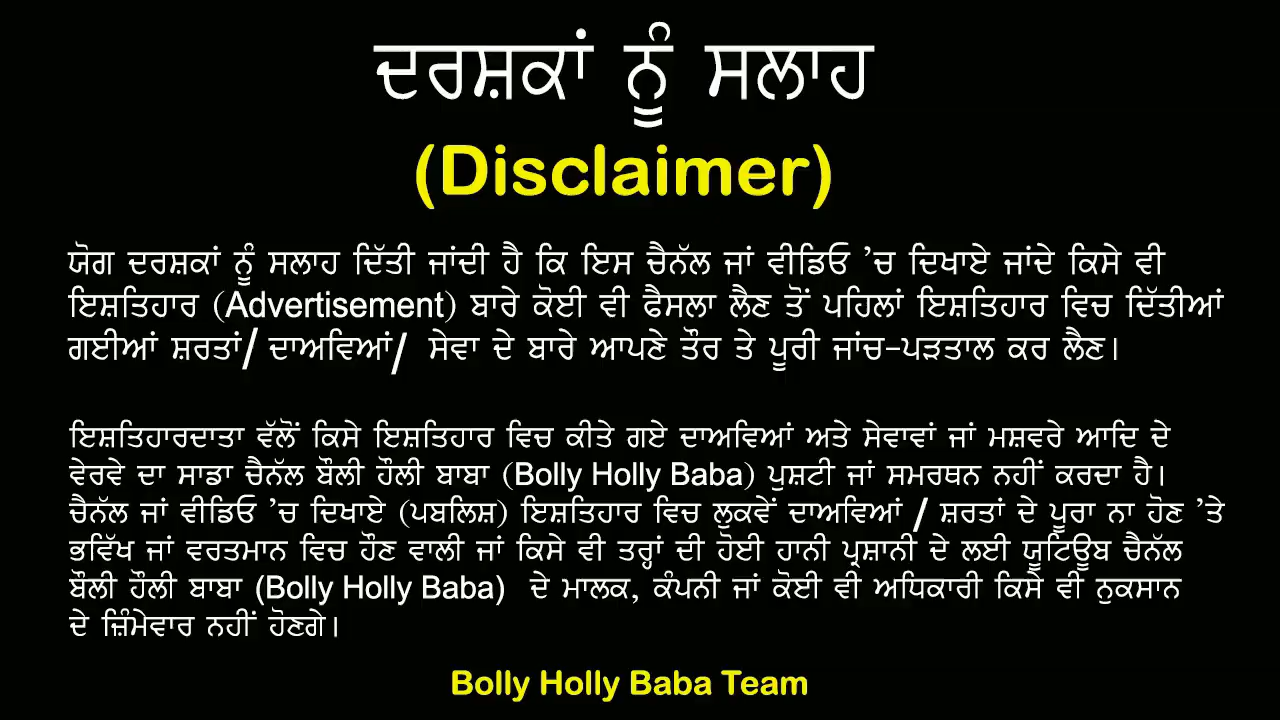 ਦਰਸ਼ਕਾਂ ਨੂੰ ਸਲਾਹ
(Disclaimer)
ਯੋਗ ਦਰਸ਼ਕਾਂ ਨੂੰ ਸਲਾਹ ਦਿੱਤੀ ਜਾਂਦੀ ਹੈ ਕਿ ਇਸ ਚੈਨੱਲ ਜਾਂ ਵੀਡਿਓ ’ਚ ਦਿਖਾਏ ਜਾਂਦੇ ਕਿਸੇ ਵੀ
ਇਸ਼ਤਿਹਾਰ (Advertisement) ਬਾਰੇ ਕੋਈ ਵੀ ਫੈਸਲਾ ਲੈਣ ਤੋਂ ਪਹਿਲਾਂ ਇਸ਼ਤਿਹਾਰ ਵਿਚ ਦਿੱਤੀਆਂ
ਗਈਆਂ ਸ਼ਰਤਾਂ/ ਦਾਅਵਿਆਂ/ ਸੇਵਾ ਦੇ ਬਾਰੇ ਆਪਣੇ ਤੌਰ ਤੇ ਪੂਰੀ ਜਾਂਚ-ਪੜਤਾਲ ਕਰ ਲੈਣ।
ਇਸ਼ਤਿਹਾਰਦਾਤਾ ਵੱਲੋਂ ਕਿਸੇ ਇਸ਼ਤਿਹਾਰ ਵਿਚ ਕੀਤੇ ਗਏ ਦਾਅਵਿਆਂ ਅਤੇ ਸੇਵਾਵਾਂ ਜਾਂ ਮਸ਼ਵਰੇ ਆਦਿ ਦੇ
ਵੇਰਵੇ ਦਾ ਸਾਡਾ ਚੈਨੱਲ ਬੌਲੀ ਹੌਲੀ ਬਾਬਾ (Bolly Holly Baba) ਪੁਸ਼ਟੀ ਜਾਂ ਸਮਰਥਨ ਨਹੀਂ ਕਰਦਾ ਹੈ।
ਚੈਨੱਲ ਜਾਂ ਵੀਡਿਓ ’ਚ ਦਿਖਾਏ (ਪਬਲਿਸ਼) ਇਸ਼ਤਿਹਾਰ ਵਿਚ ਲੁਕਵੇਂ ਦਾਅਵਿਆਂ / ਸ਼ਰਤਾਂ ਦੇ ਪੂਰਾ ਨਾ ਹੋਣ ’ਤੇ
ਭਵਿੱਖ ਜਾਂ ਵਰਤਮਾਨ ਵਿਚ ਹੌਣ ਵਾਲੀ ਜਾਂ ਕਿਸੇ ਵੀ ਤਰ੍ਹਾਂ ਦੀ ਹੋਈ ਹਾਨੀ ਪ੍ਰਸ਼ਾਨੀ ਦੇ ਲਈ ਯੂਟਿਊਬ ਚੈਨੱਲ
ਬੌਲੀ ਹੌਲੀ ਬਾਬਾ (Bolly Holly Baba) ਦੇ ਮਾਲਕ, ਕੰਪਨੀ ਜਾਂ ਕੋਈ ਵੀ ਅਧਿਕਾਰੀ ਕਿਸੇ ਵੀ ਨੁਕਸਾਨ
ਦੇ ਜ਼ਿੰਮੇਵਾਰ ਨਹੀਂ ਹੋਣਗੇ।
Bolly Holly Baba Team